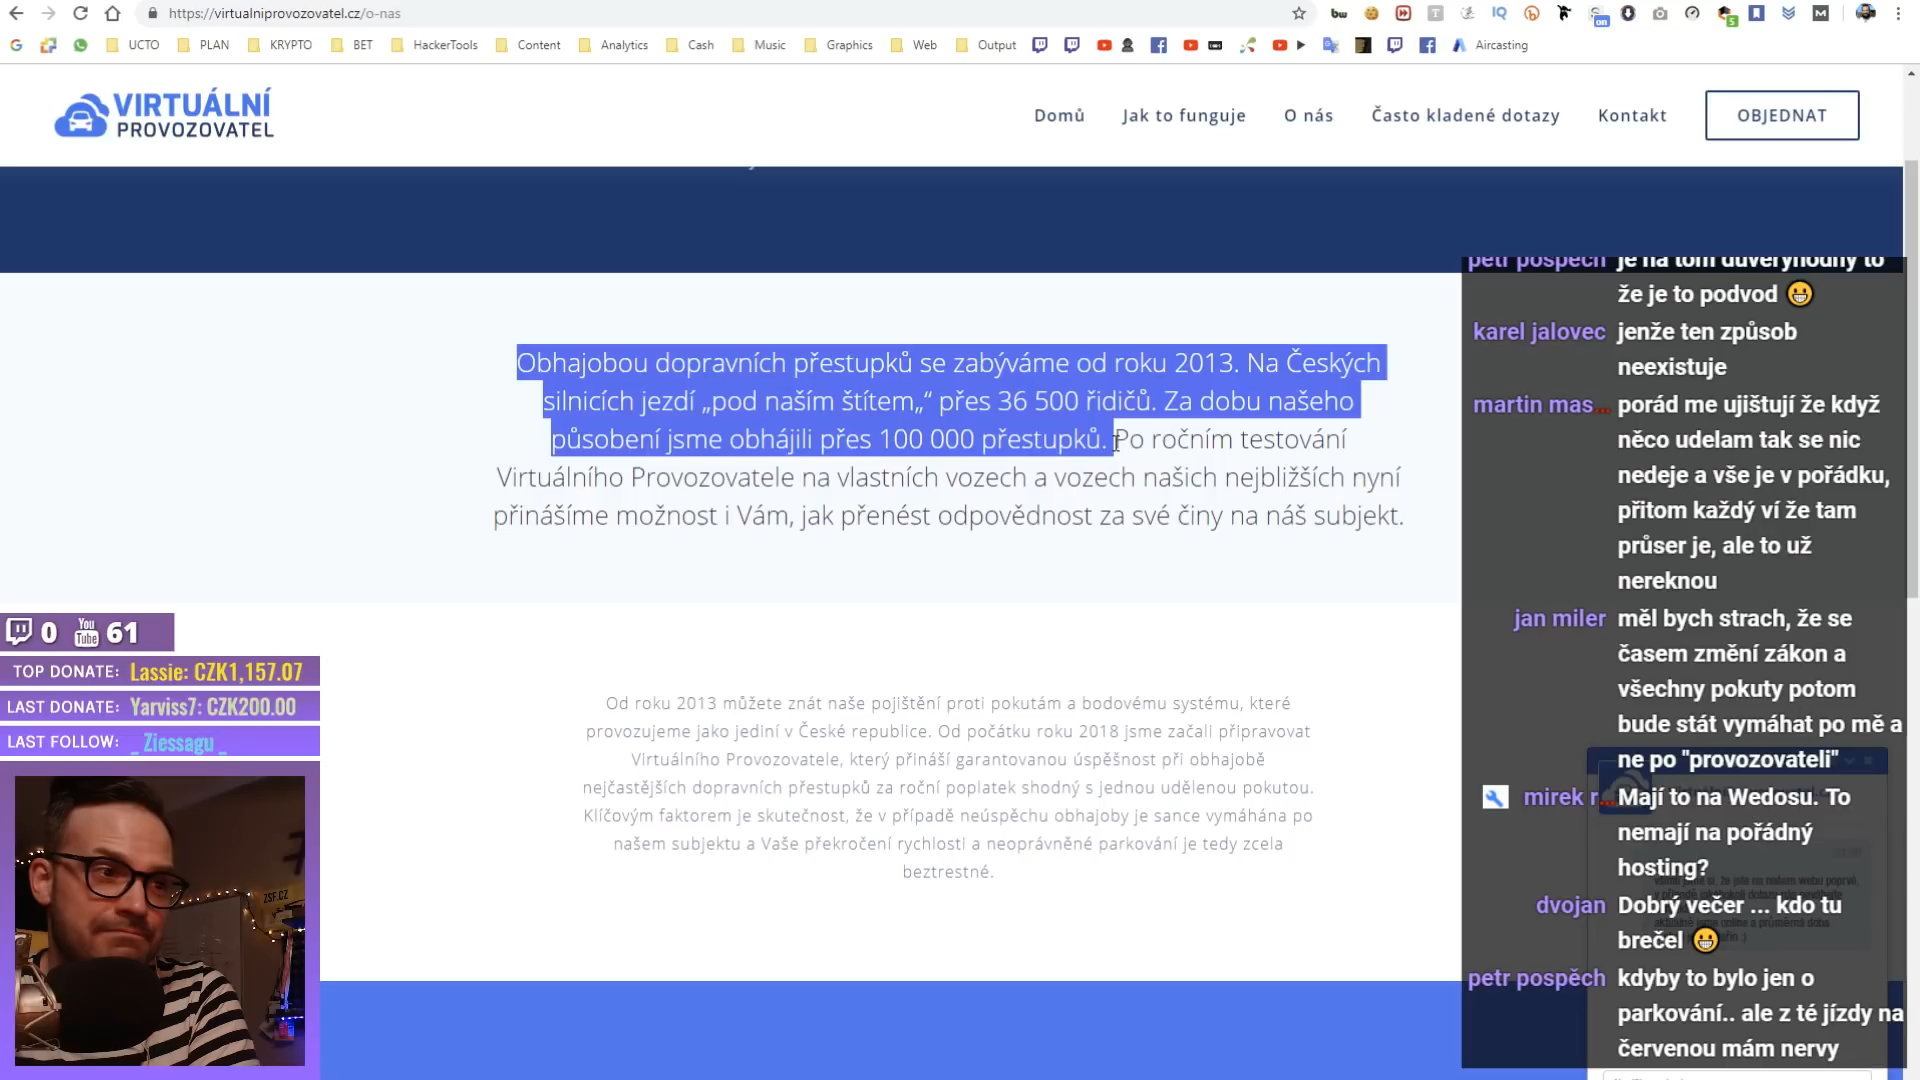 https://virtualniprovozovatel.cz/o-nas
UCTO PLAN KRYPTO BET HackerTools Content Analytics Cash Music Graphics Web Output Aircasting
VIRTUÁLNÍ
PROVOZOVATEL
Domů Jak to funguje O nás Často kladené dotazy Kontakt OBJEDNAT
Obhajobou dopravních přestupků se zabýváme od roku 2013. Na Českých
silnicích jezdí „pod naším štítem„“ přes 36 500 řidičů. Za dobu našeho
působení jsme obhájili přes 100 000 přestupků. Po ročním testování
Virtuálního Provozovatele na vlastních vozech a vozech našich nejbližších nyní
přinášíme možnost i Vám, jak přenést odpovědnost za své činy na náš subjekt.
Od roku 2013 můžete znát naše pojištění proti pokutám a bodovému systému, které
provozujeme jako jediní v České republice. Od počátku roku 2018 jsme začali připravovat
Virtuálního Provozovatele, který přináší garantovanou úspěšnost při obhajobě
nejčastějších dopravních přestupků za roční poplatek shodný s jednou udělenou pokutou.
Klíčovým faktorem je skutečnost, že v případě neúspěchu obhajoby je sance vymáhána po
našem subjektu a Vaše překročení rychlosti a neoprávněné parkování je tedy zcela
beztrestné.
0 You Tube 61
TOP DONATE: Lassie: CZK1,157.07
LAST DONATE: Yarviss7: CZK200.00
LAST FOLLOW: _ Ziessagu _
ZSF.CZ
petr pospěch je na tom důvěryhodný to
že je to podvod 😀
karel jalovec jenže ten způsob
neexistuje
martin mas... porád me ujištují že když
něco udelam tak se nic
nedeje a vše je v pořádku,
přitom každý ví že tam
průser je, ale to už
nereknou
jan miler měl bych strach, že se
časem změní zákon a
všechny pokuty potom
bude stát vymáhat po mě a
ne po "provozovateli"
mirek r... Mají to na Wedosu. To
nemají na pořádný
hosting?
dvojan Dobrý večer ... kdo tu
brečel 😀
petr pospěch kdyby to bylo jen o
parkování.. ale z té jízdy na
červenou mám nervy